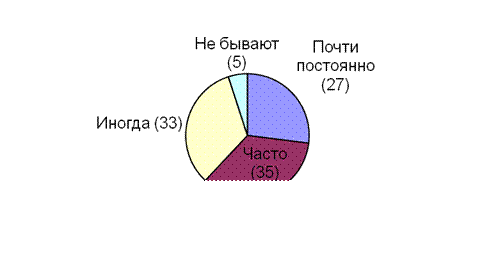 Не бывают
(5)
Почти
постоянно
(27)
Иногда (33)
Часто
(35)